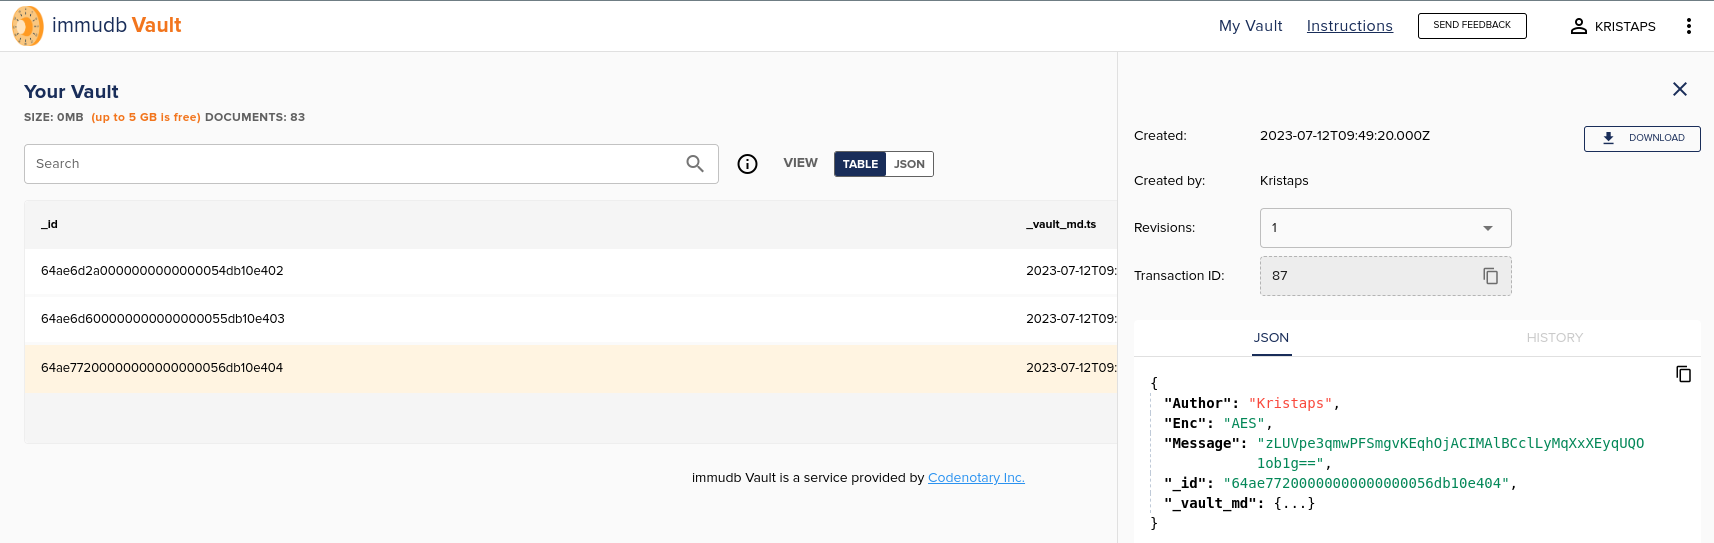 immudb Vault
My Vault
Instructions
SEND FEEDBACK
KRISTAPS
Your Vault
SIZE: 0MB (up to 5 GB is free) DOCUMENTS: 83
Search
VIEW
TABLE
JSON
_id
_vault_md.ts
64ae6d2a0000000000000054db10e402
2023-07-12T09:
64ae6d600000000000000055db10e403
2023-07-12T09:
64ae77200000000000000056db10e404
2023-07-12T09:
immudb Vault is a service provided by Codenotary Inc.
Created: 2023-07-12T09:49:20.000Z
DOWNLOAD
Created by: Kristaps
Revisions: 1
Transaction ID: 87
JSON
HISTORY
{
"Author": "Kristaps",
"Enc": "AES",
"Message": "zLUVpe3qmwPFSmgvKEqhOjACIMAlBCclLyMqXxXEyqUQO
1ob1g==",
"_id": "64ae77200000000000000056db10e404",
"_vault_md": {...}
}